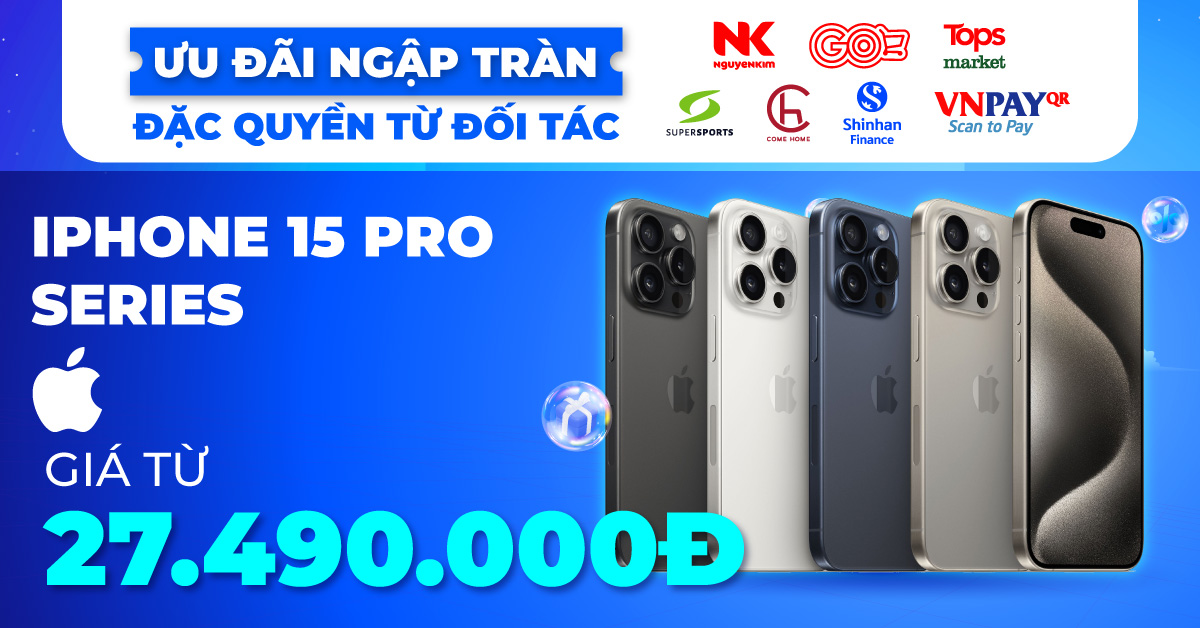 ƯU ĐÃI NGẬP TRÀN
ĐẶC QUYỀN TỪ ĐỐI TÁC
NK
NGUYENKIM
GO!
Tops
market
SUPERSPORTS
CH
COME HOME
Shinhan
Finance
VNPAYQR
Scan to Pay
IPHONE 15 PRO
SERIES
GIÁ TỪ
27.490.000Đ